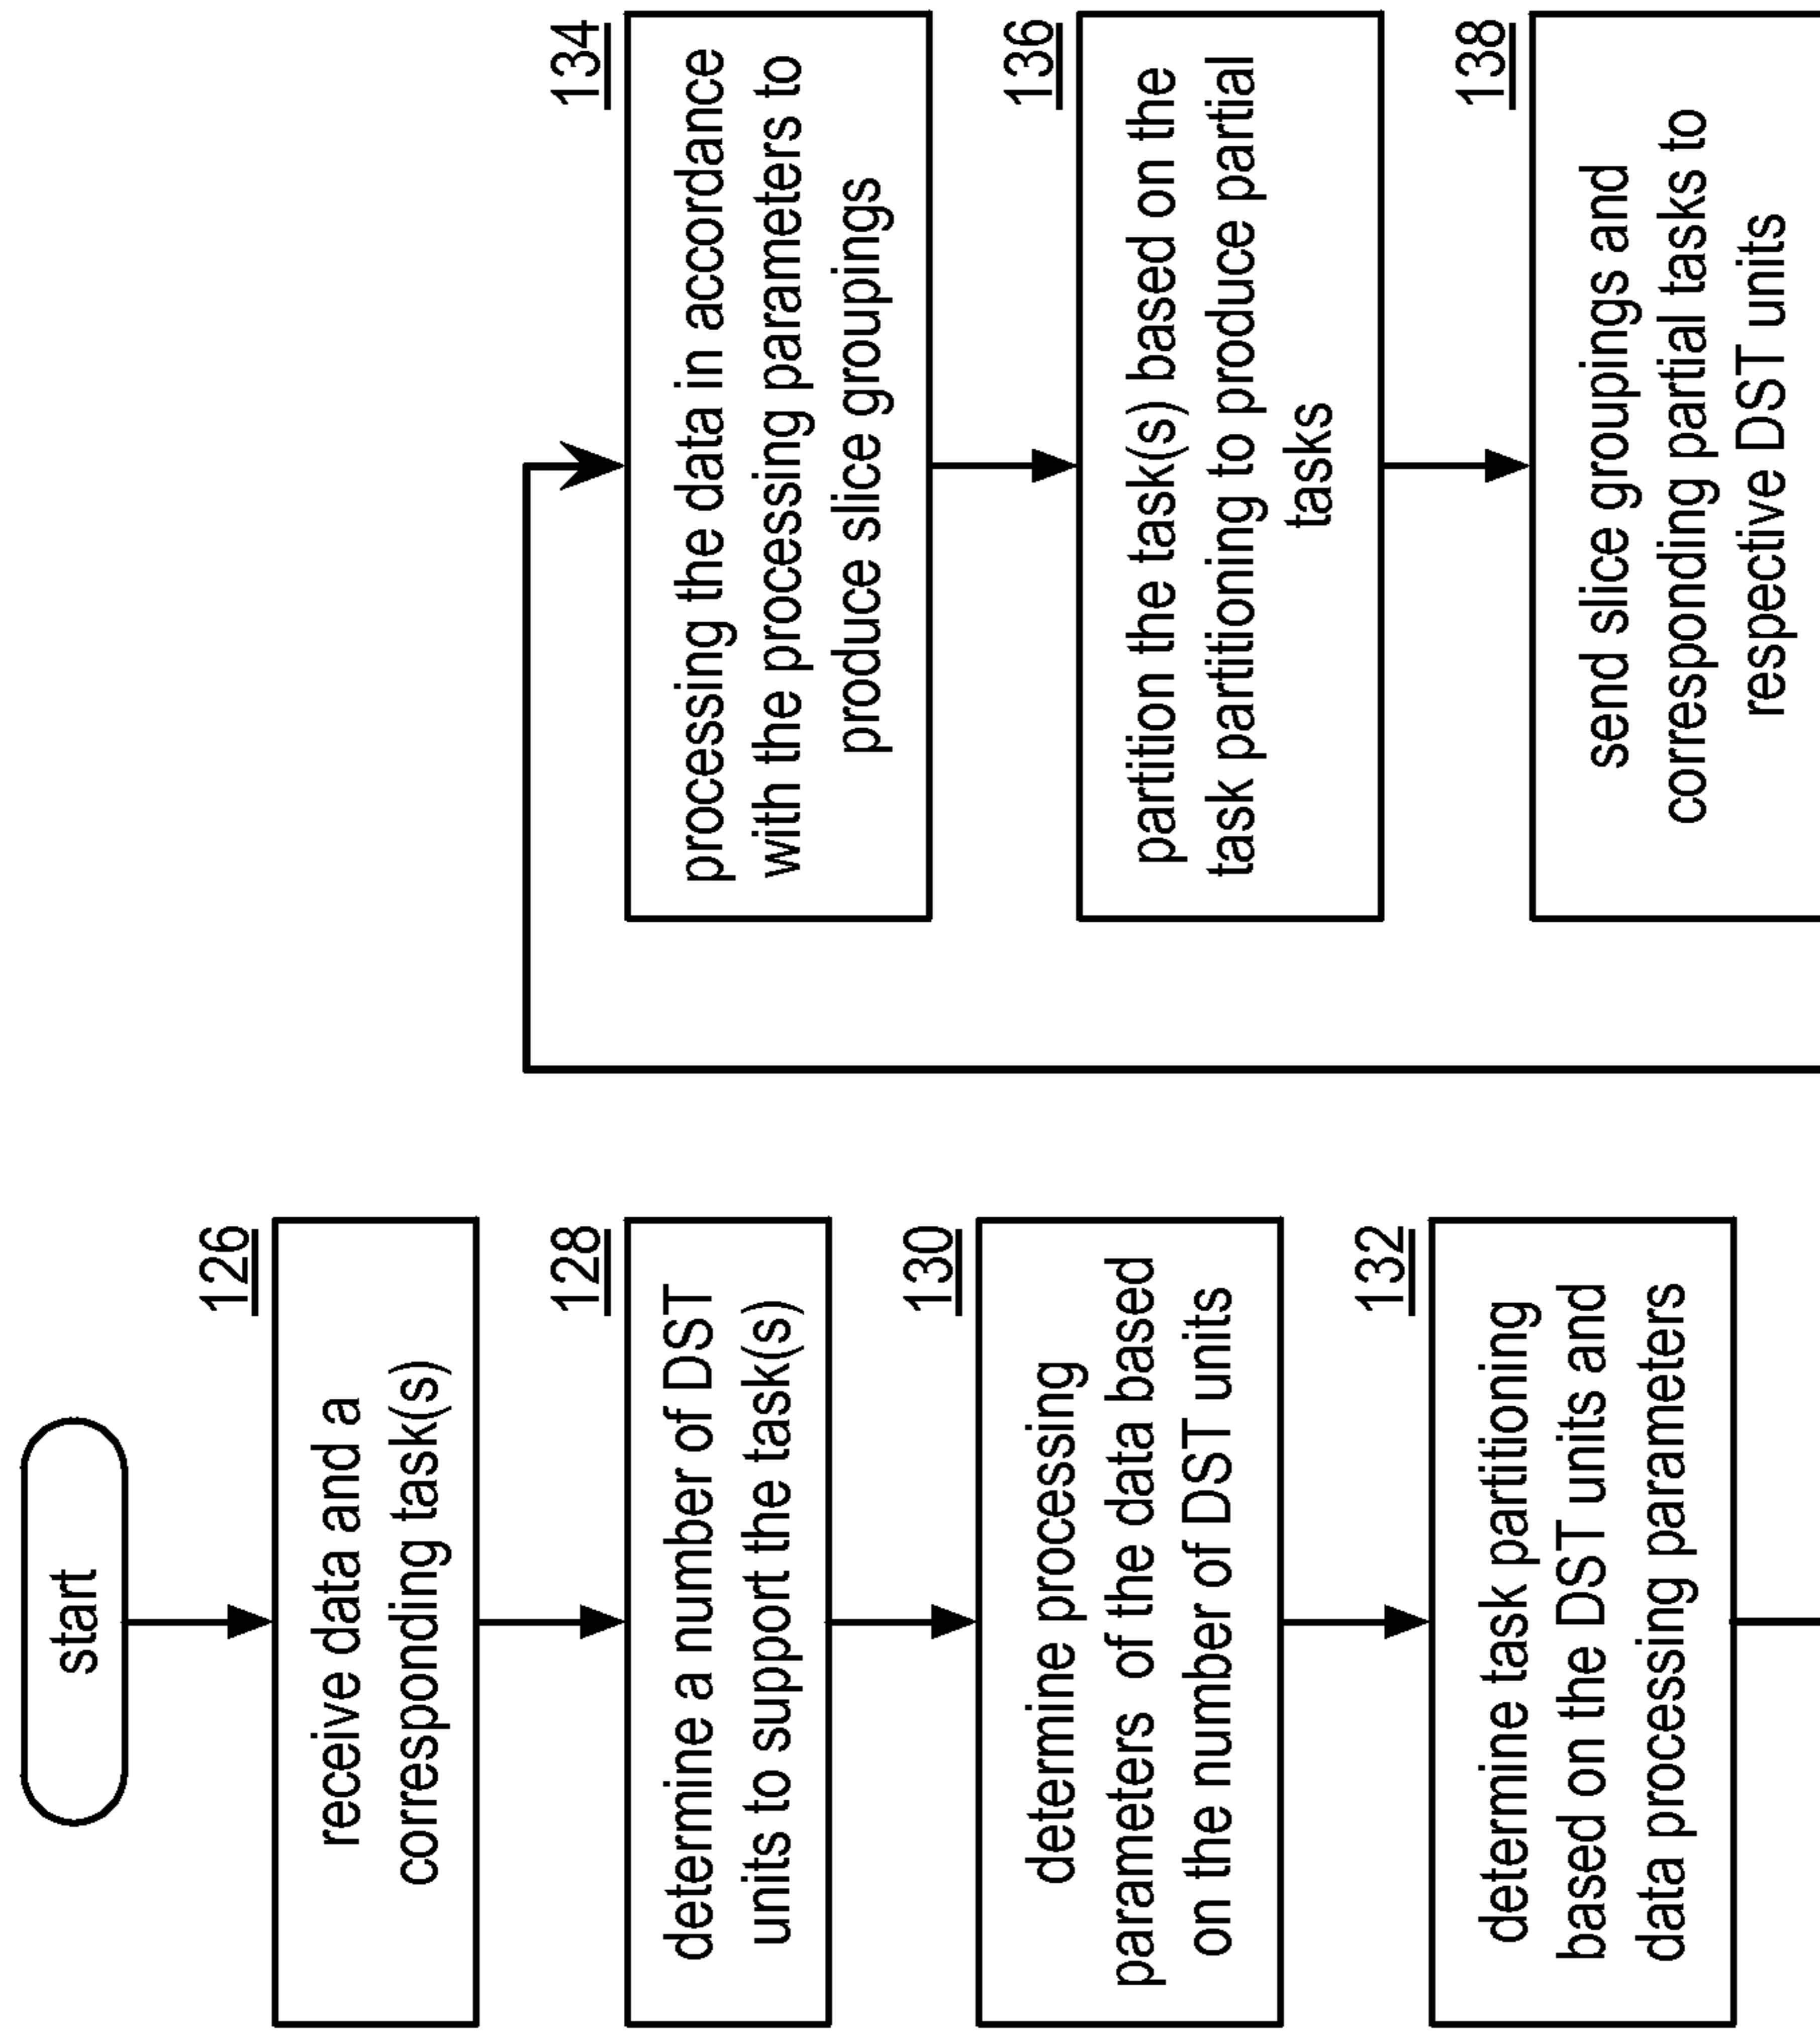 start
126
receive data and a
corresponding task(s)
128
determine a number of DST
units to support the task(s)
130
determine processing
parameters of the data based
on the number of DST units
132
determine task partitioning
based on the DST units and
data processing parameters
134
processing the data in accordance
with the processing parameters to
produce slice groupings
136
partition the task(s) based on the
task partitioning to produce partial
tasks
138
send slice groupings and
corresponding partial tasks to
respective DST units